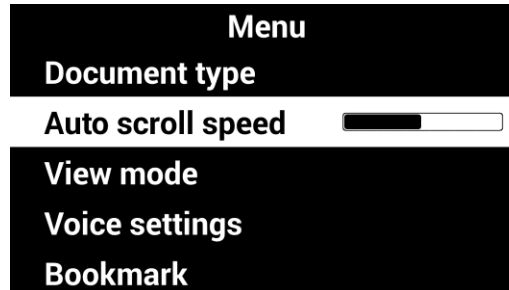 Menu
Document type
Auto scroll speed
View mode
Voice settings
Bookmark